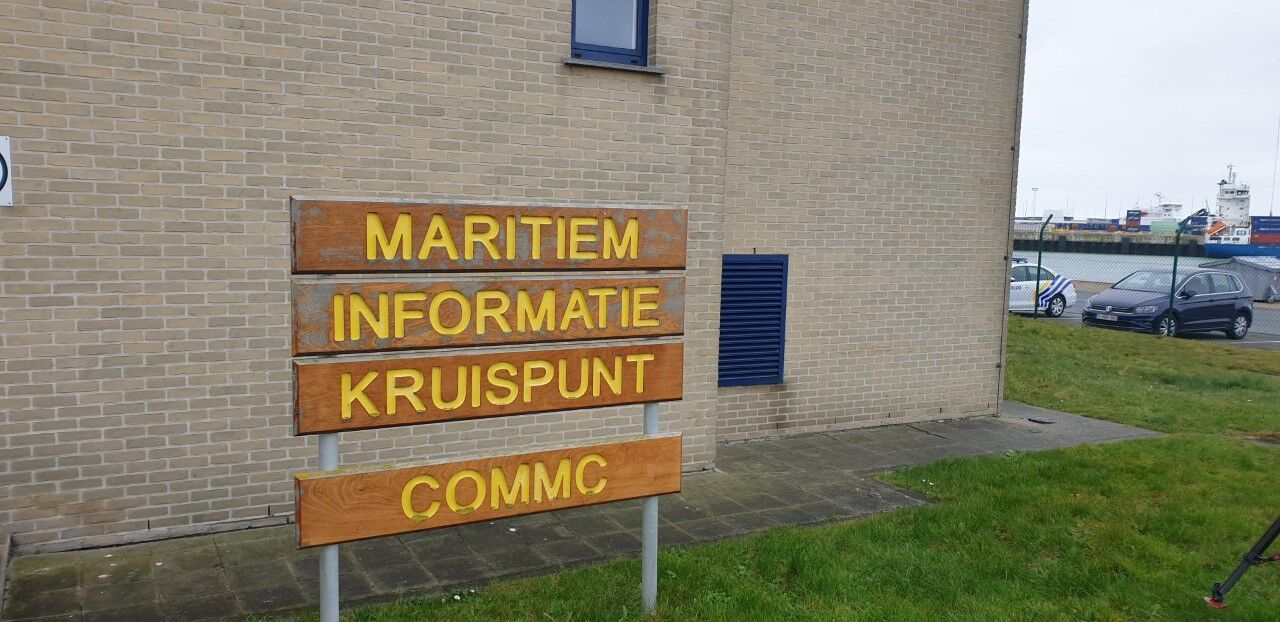 MARITIEM
INFORMATIE
KRUISPUNT
COMMC